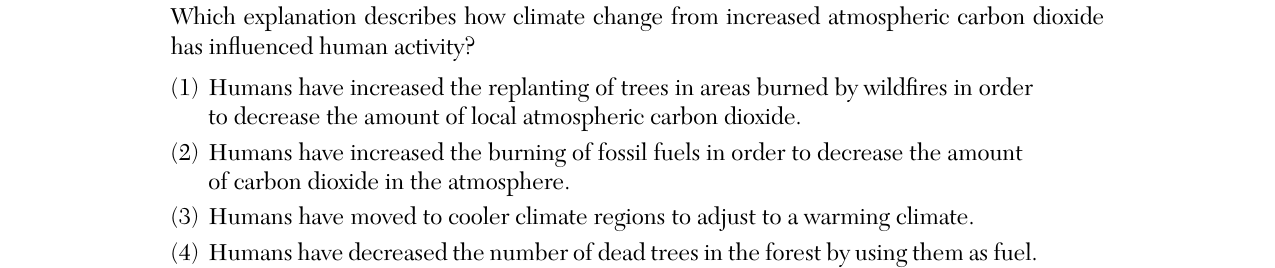 Which explanation describes how climate change from increased atmospheric carbon dioxide
has influenced human activity?
(1) Humans have increased the replanting of trees in areas burned by wildfires in order
to decrease the amount of local atmospheric carbon dioxide.
(2) Humans have increased the burning of fossil fuels in order to decrease the amount
of carbon dioxide in the atmosphere.
(3) Humans have moved to cooler climate regions to adjust to a warming climate.
(4) Humans have decreased the number of dead trees in the forest by using them as fuel.